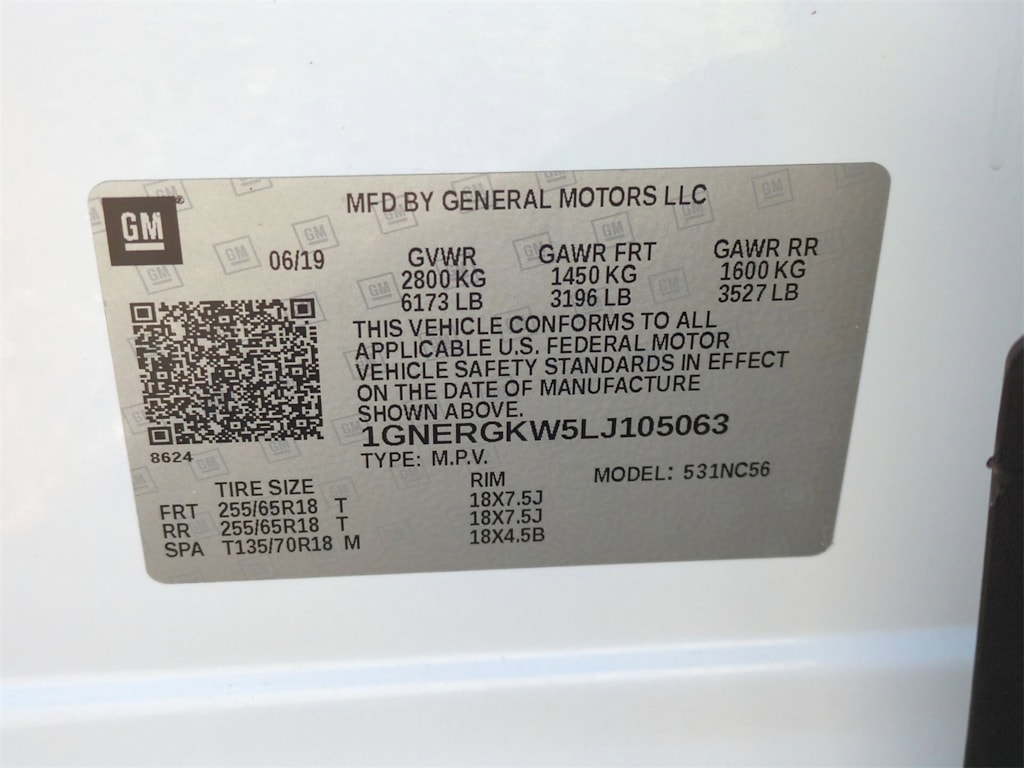 GM
MFD BY GENERAL MOTORS LLC
06/19
GVWR GAWR FRT GAWR RR
2800 KG 1450 KG 1600 KG
6173 LB 3196 LB 3527 LB
THIS VEHICLE CONFORMS TO ALL
APPLICABLE U.S. FEDERAL MOTOR
VEHICLE SAFETY STANDARDS IN EFFECT
ON THE DATE OF MANUFACTURE
SHOWN ABOVE.
1GNERGKW5LJ105063
8624
TYPE: M.P.V. MODEL: 531NC56
TIRE SIZE RIM
FRT 255/65R18 T 18X7.5J
RR 255/65R18 T 18X7.5J
SPA T135/70R18 M 18X4.5B